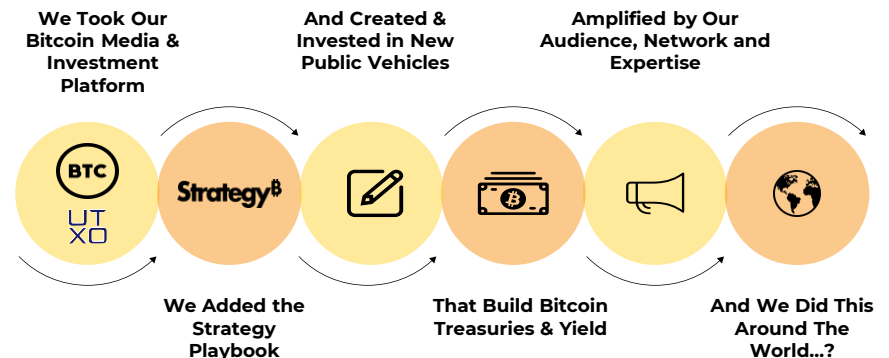 We Took Our
Bitcoin Media &
Investment
Platform
And Created &
Invested in New
Public Vehicles
Amplified by Our
Audience, Network and
Expertise
BTC
UT
XO
Strategy₿
₿
We Added the
Strategy
Playbook
That Build Bitcoin
Treasuries & Yield
And We Did This
Around The
World...?